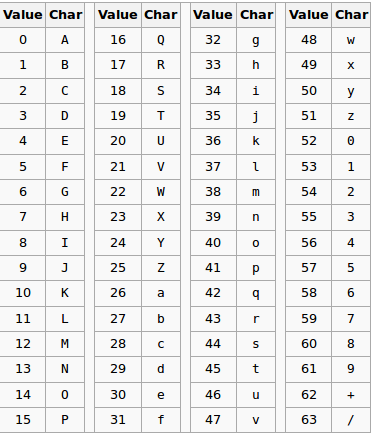 Value Char Value Char Value Char Value Char
0 A 16 Q 32 g 48 w
1 B 17 R 33 h 49 x
2 C 18 S 34 i 50 y
3 D 19 T 35 j 51 z
4 E 20 U 36 k 52 0
5 F 21 V 37 l 53 1
6 G 22 W 38 m 54 2
7 H 23 X 39 n 55 3
8 I 24 Y 40 o 56 4
9 J 25 Z 41 p 57 5
10 K 26 a 42 q 58 6
11 L 27 b 43 r 59 7
12 M 28 c 44 s 60 8
13 N 29 d 45 t 61 9
14 O 30 e 46 u 62 +
15 P 31 f 47 v 63 /